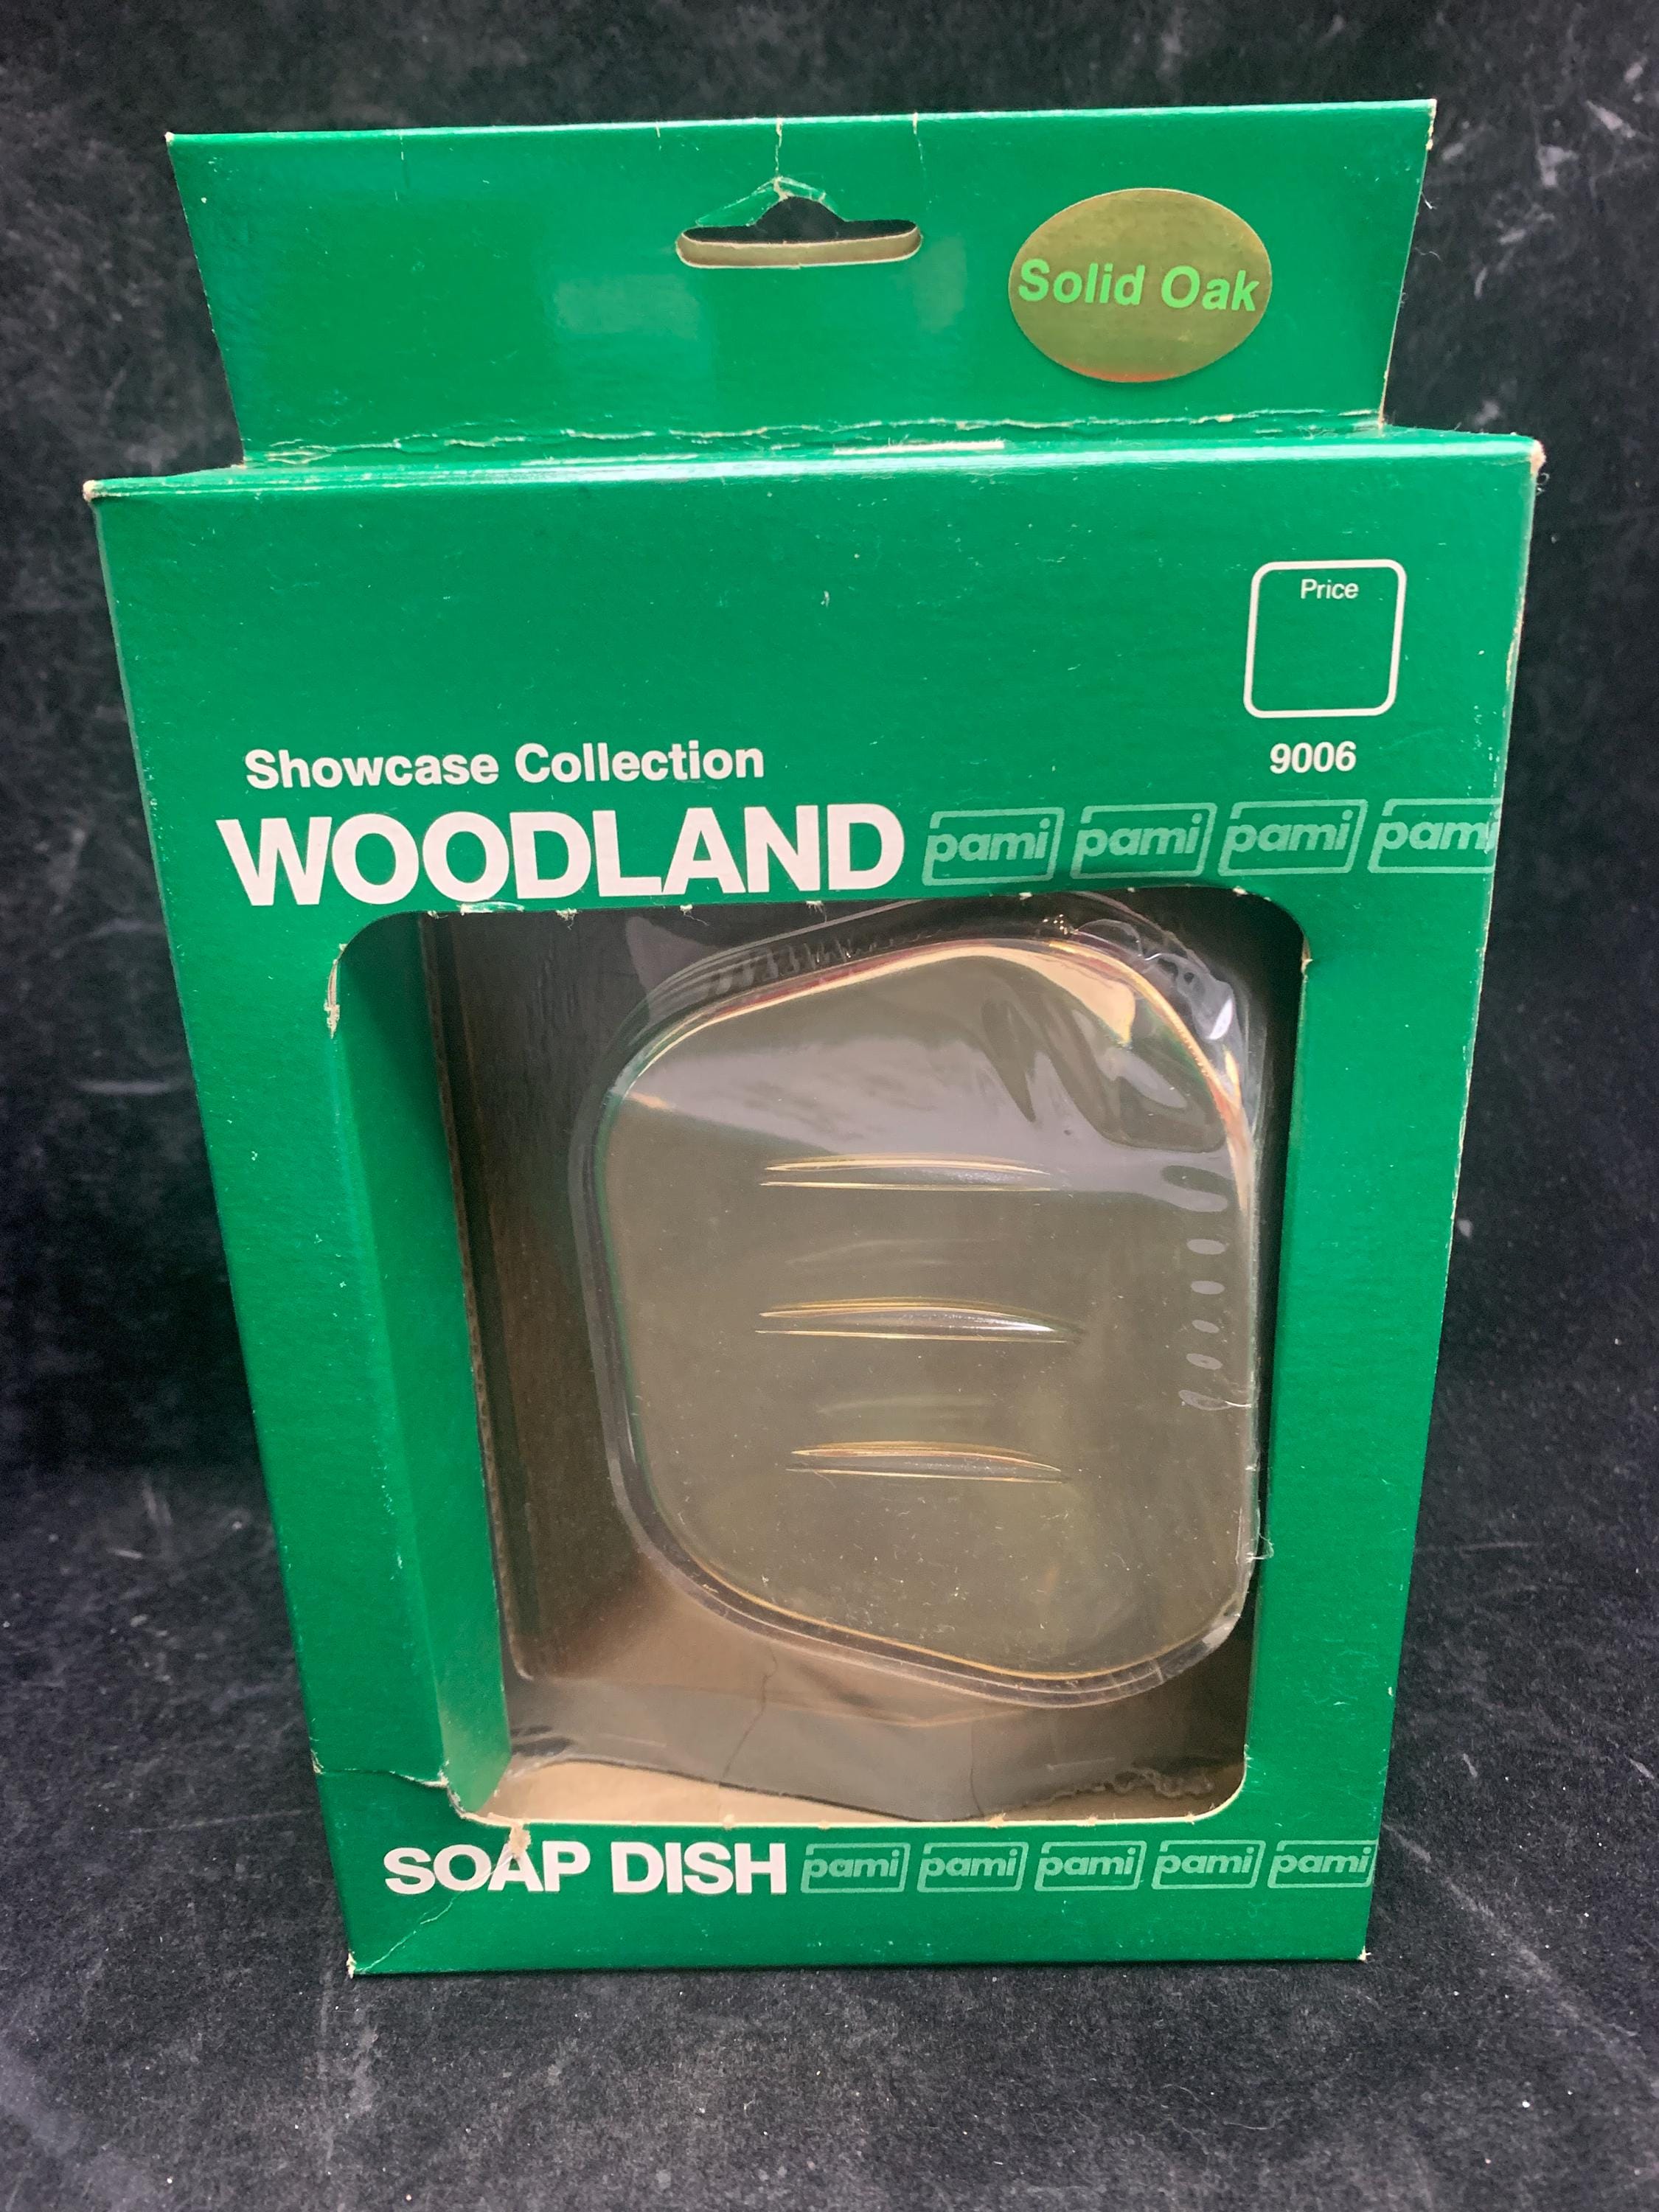 Solid Oak
Price
9006
Showcase Collection
WOODLAND pami pami pami pami
SOAP DISH pami pami pami pami pami